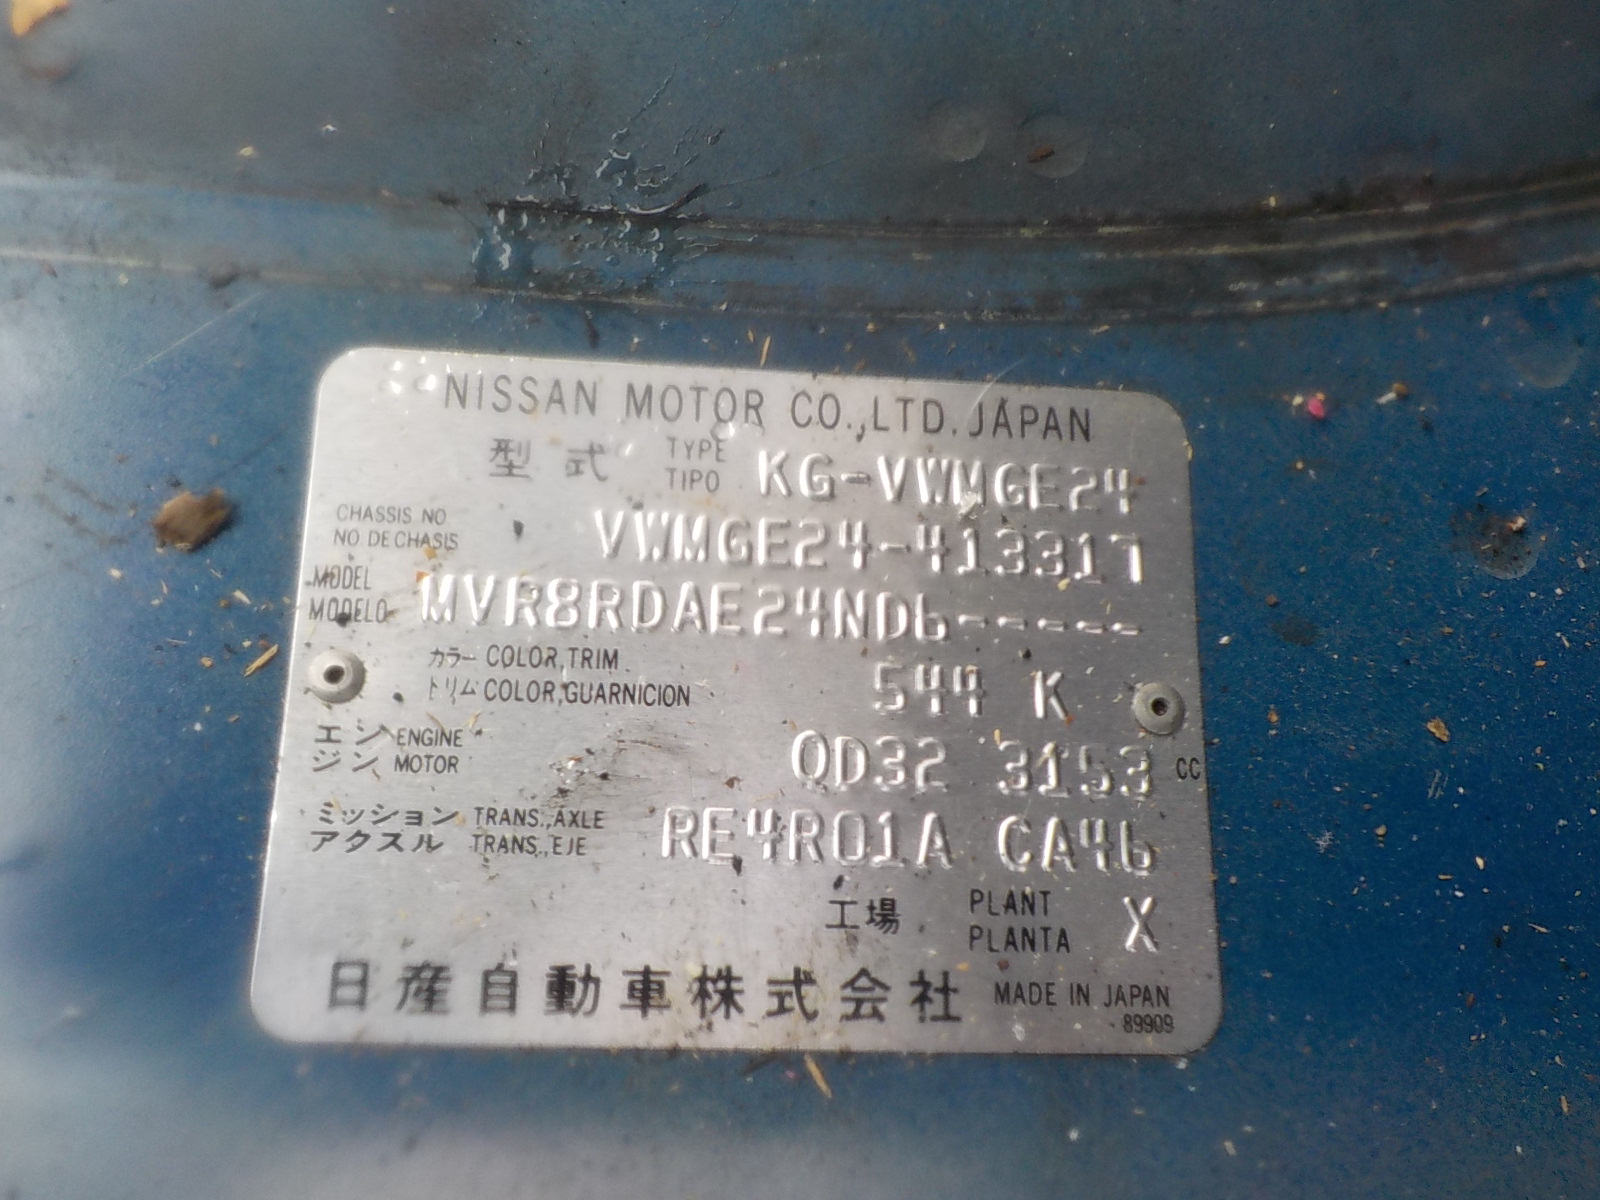 NISSAN MOTOR CO.,LTD. JAPAN
型式 TYPE TIPO KG-VWMGE24
CHASSIS NO
NO DE CHASIS VWMGE24-413317
MODEL
MODELO MVR8RDAE24ND6-----
カラー COLOR,TRIM
トリム COLOR,GUARNICION 544 K
エン ENGINE
ジン MOTOR QD32 3153 CC
ミッション TRANS.,AXLE
アクスル TRANS.,EJE RE4R01A CA46
工場 PLANT PLANTA X
日産自動車株式会社 MADE IN JAPAN
89909